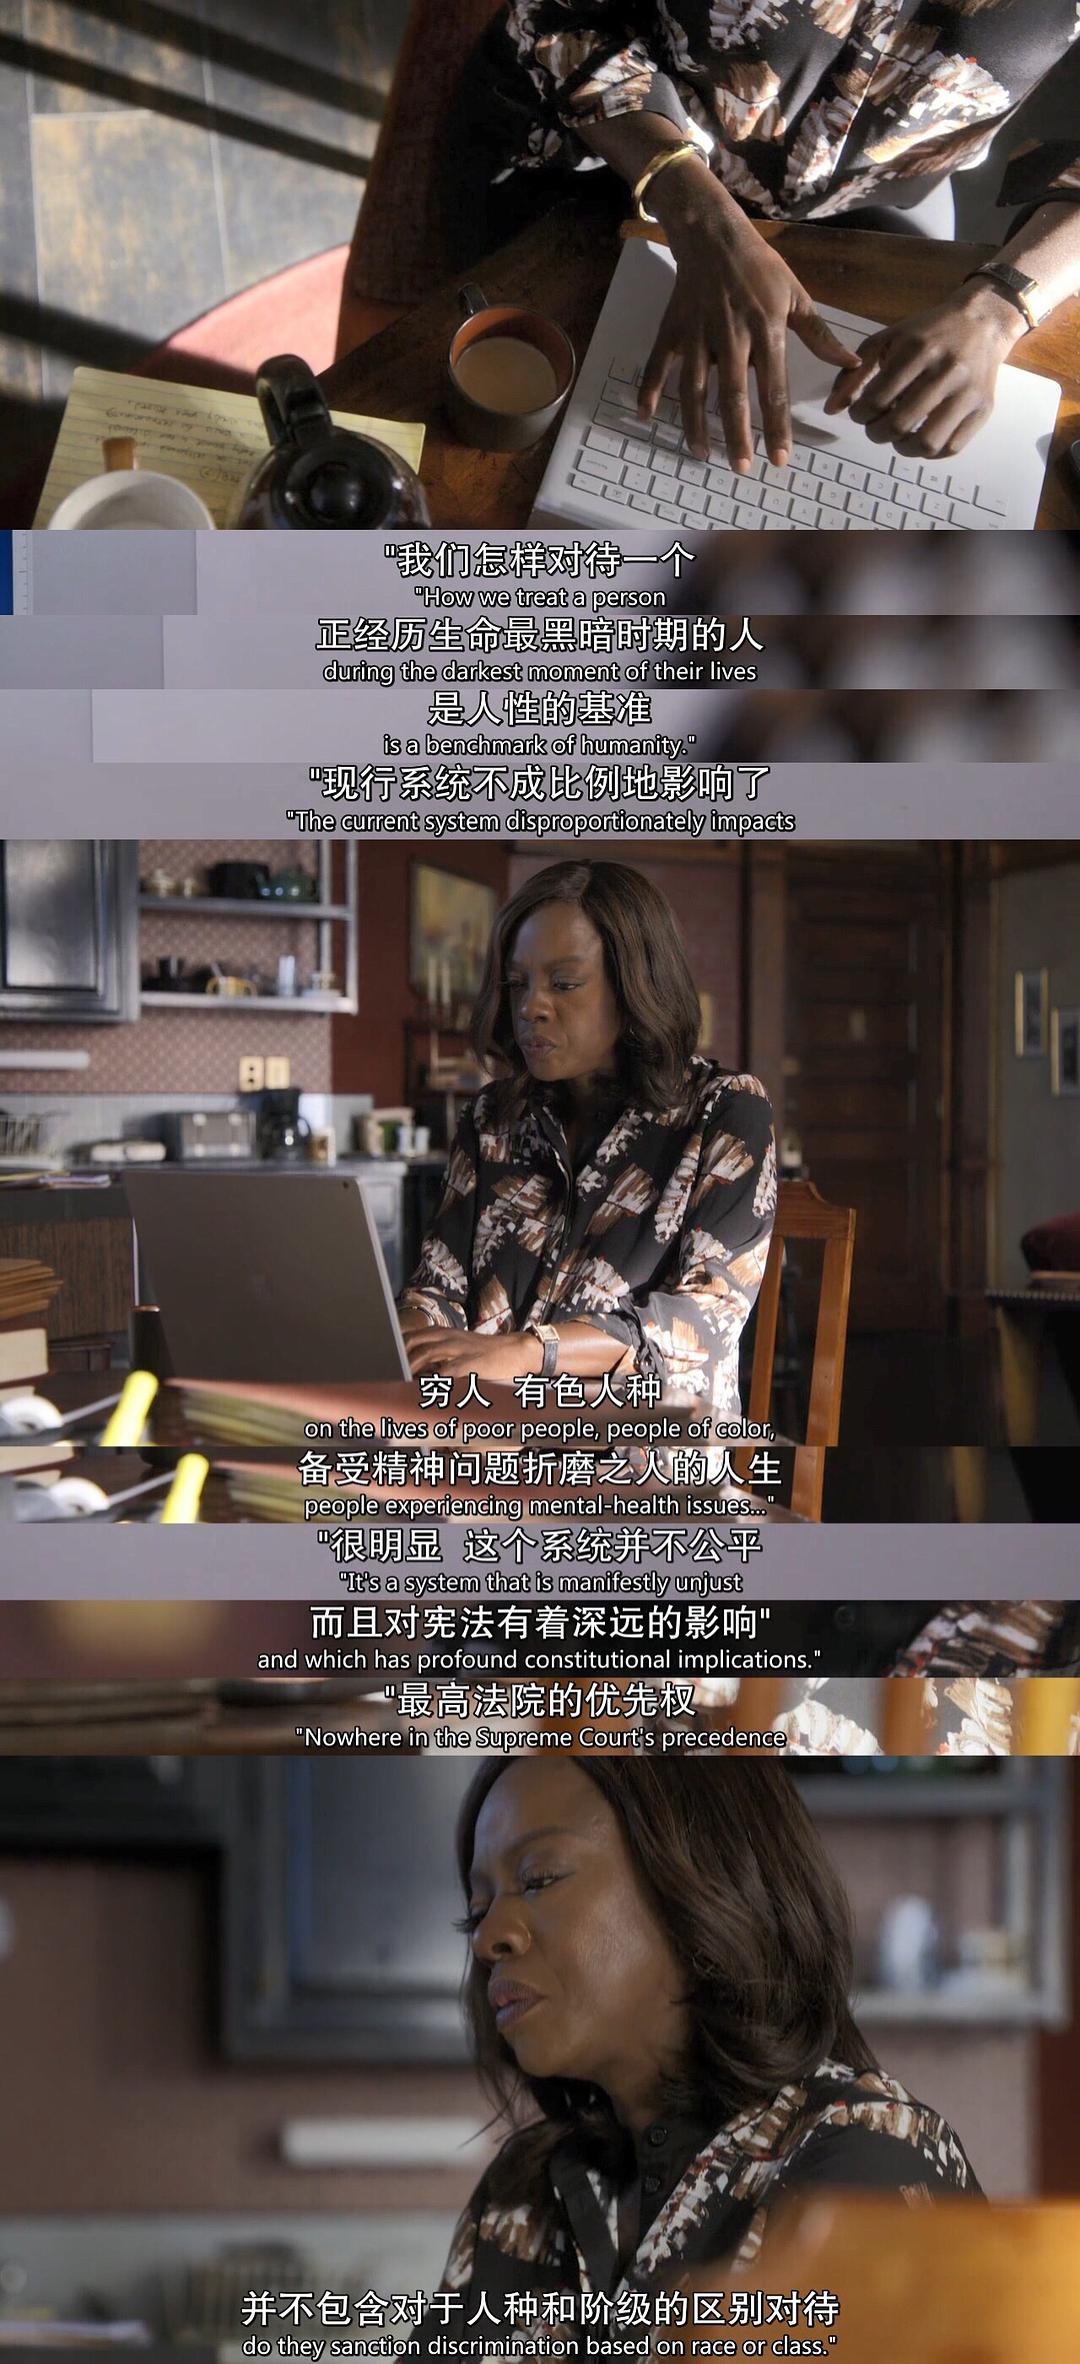 "我们怎样对待一个
"How we treat a person
正经历生命最黑暗时期的人
during the darkest moment of their lives
是人性的基准
is a benchmark of humanity."
"现行系统不成比例地影响了
"The current system disproportionately impacts
穷人 有色人种
on the lives of poor people, people of color,
备受精神问题折磨之人的人生
people experiencing mental-health issues..."
"很明显 这个系统并不公平
"It's a system that is manifestly unjust
而且对宪法有着深远的影响"
and which has profound constitutional implications."
"最高法院的优先权
"Nowhere in the Supreme Court's precedence
并不包含对于人种和阶级的区别对待
do they sanction discrimination based on race or class."